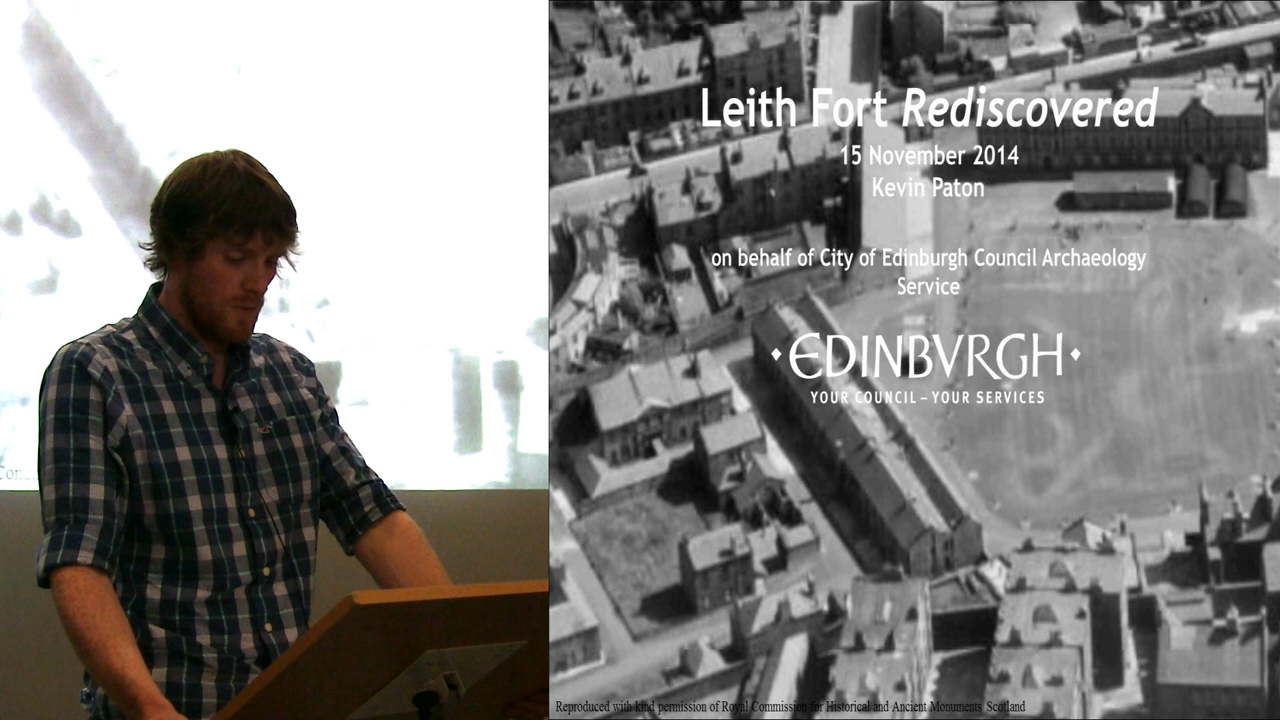 Leith Fort Rediscovered
15 November 2014
Kevin Paton
on behalf of City of Edinburgh Council Archaeology
Service
EDINBVRGH
YOUR COUNCIL – YOUR SERVICES
Reproduced with kind permission of Royal Commission for Historical and Ancient Monuments Scotland